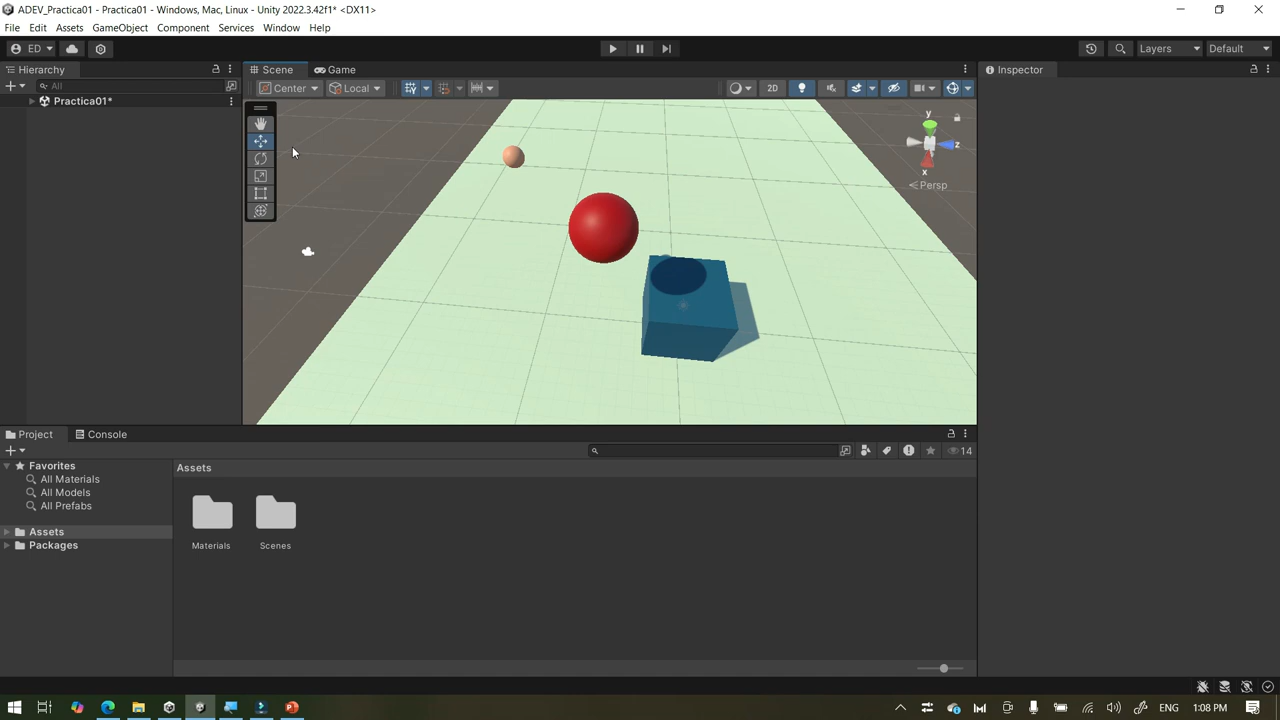 ADEV_Practica01 - Practica01 - Windows, Mac, Linux - Unity 2022.3.42f1* <DX11>
File Edit Assets GameObject Component Services Window Help
ED Layers Default
Hierarchy Scene Game Inspector
All Center Local 2D
Practica01*
y
z
x
Persp
Project Console
14
Favorites Assets
All Materials
All Models
All Prefabs
Assets
Packages
Materials Scenes
ENG 1:08 PM